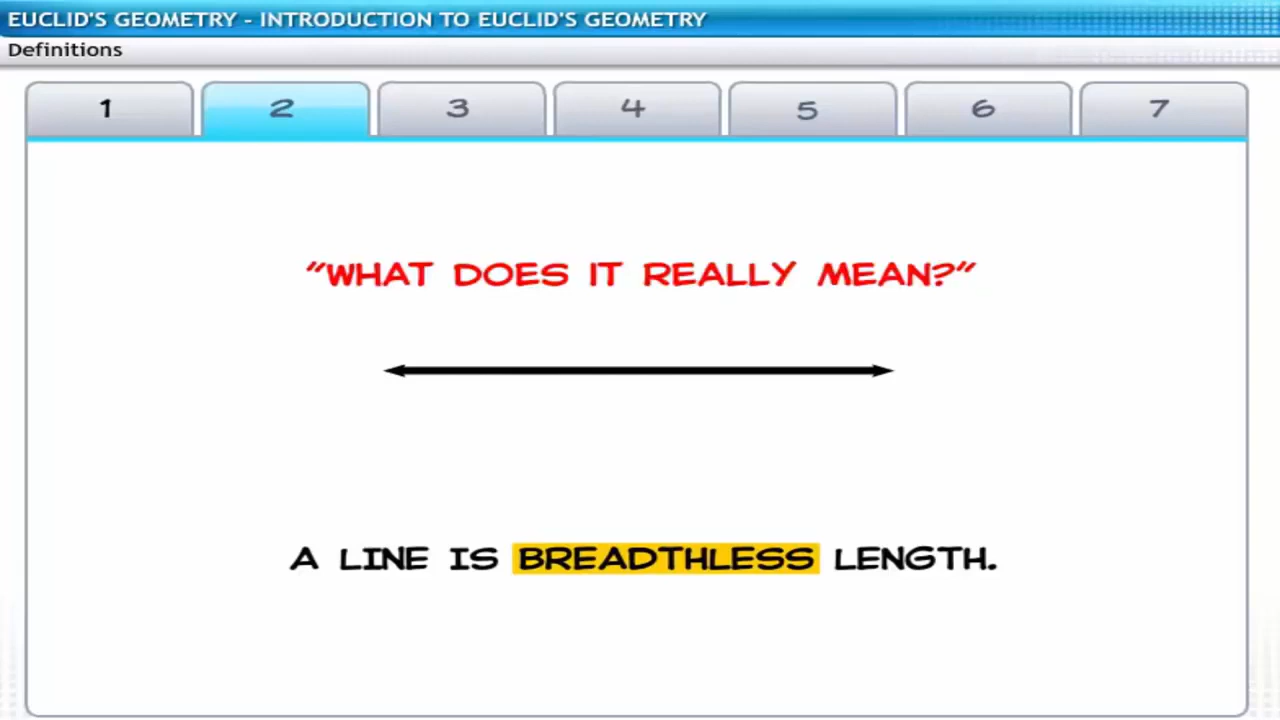 EUCLID'S GEOMETRY - INTRODUCTION TO EUCLID'S GEOMETRY
Definitions
1 2 3 4 5 6 7
"WHAT DOES IT REALLY MEAN?"
A LINE IS BREADTHLESS LENGTH.